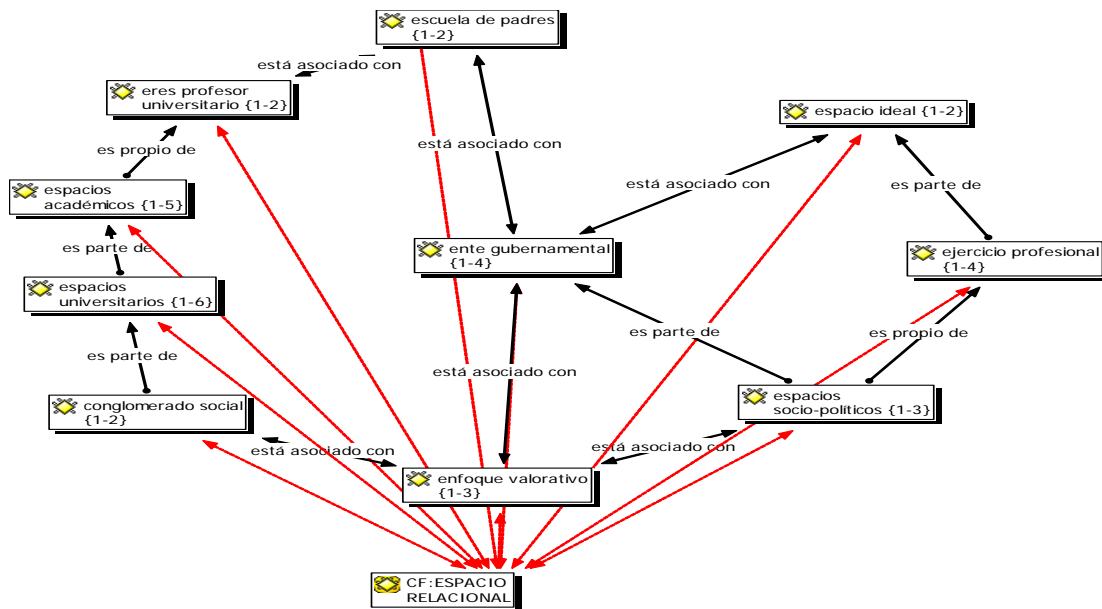 escuela de padres
{1-2}
está asociado con
eres profesor
universitario {1-2}
espacio ideal {1-2}
está asociado con
es propio de
está asociado con
es parte de
espacios
académicos {1-5}
ente gubernamental
{1-4}
ejercicio profesional
{1-4}
es parte de
espacios
universitarios {1-6}
es parte de
es propio de
es parte de
está asociado con
conglomerado social
{1-2}
espacios
socio-políticos {1-3}
está asociado con
está asociado con
enfoque valorativo
{1-3}
CF:ESPACIO
RELACIONAL